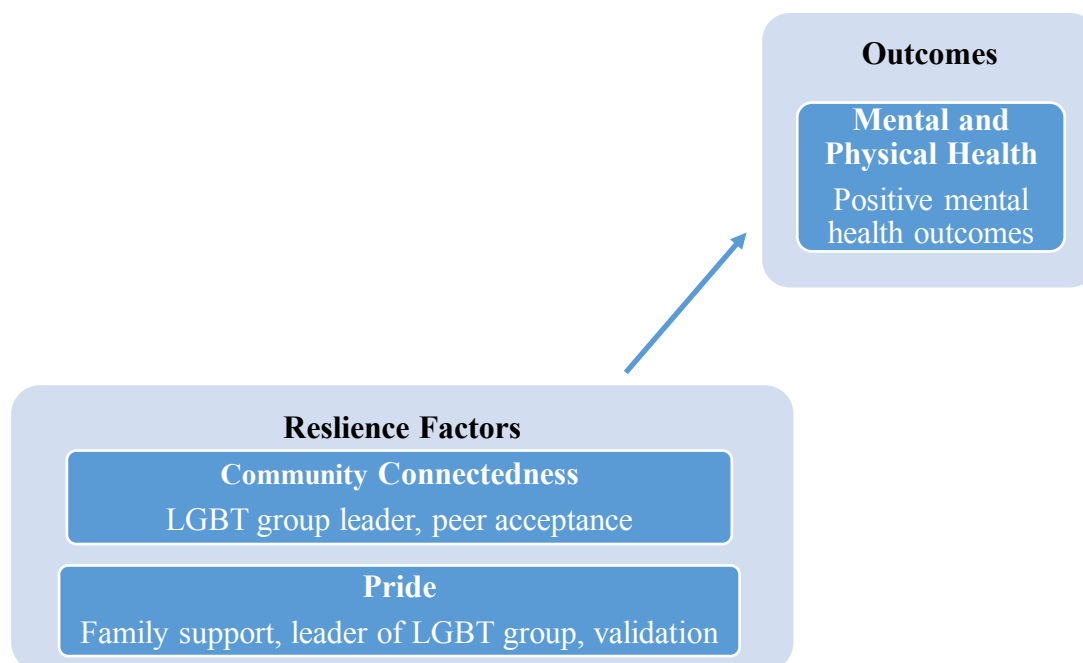 Outcomes
Mental and
Physical Health
Positive mental
health outcomes
Reslience Factors
Community Connectedness
LGBT group leader, peer acceptance
Pride
Family support, leader of LGBT group, validation